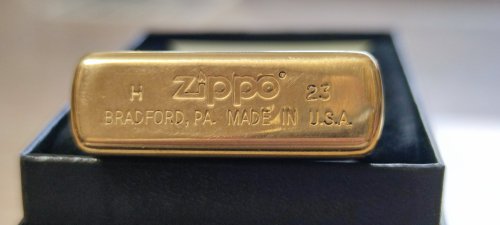 H Zippo® 23
BRADFORD, PA. MADE IN U.S.A.